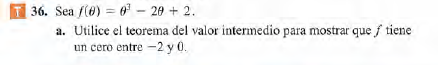 T 36. Sea f(θ) = θ³ − 2θ + 2.
a. Utilice el teorema del valor intermedio para mostrar que f tiene
un cero entre −2 y 0.